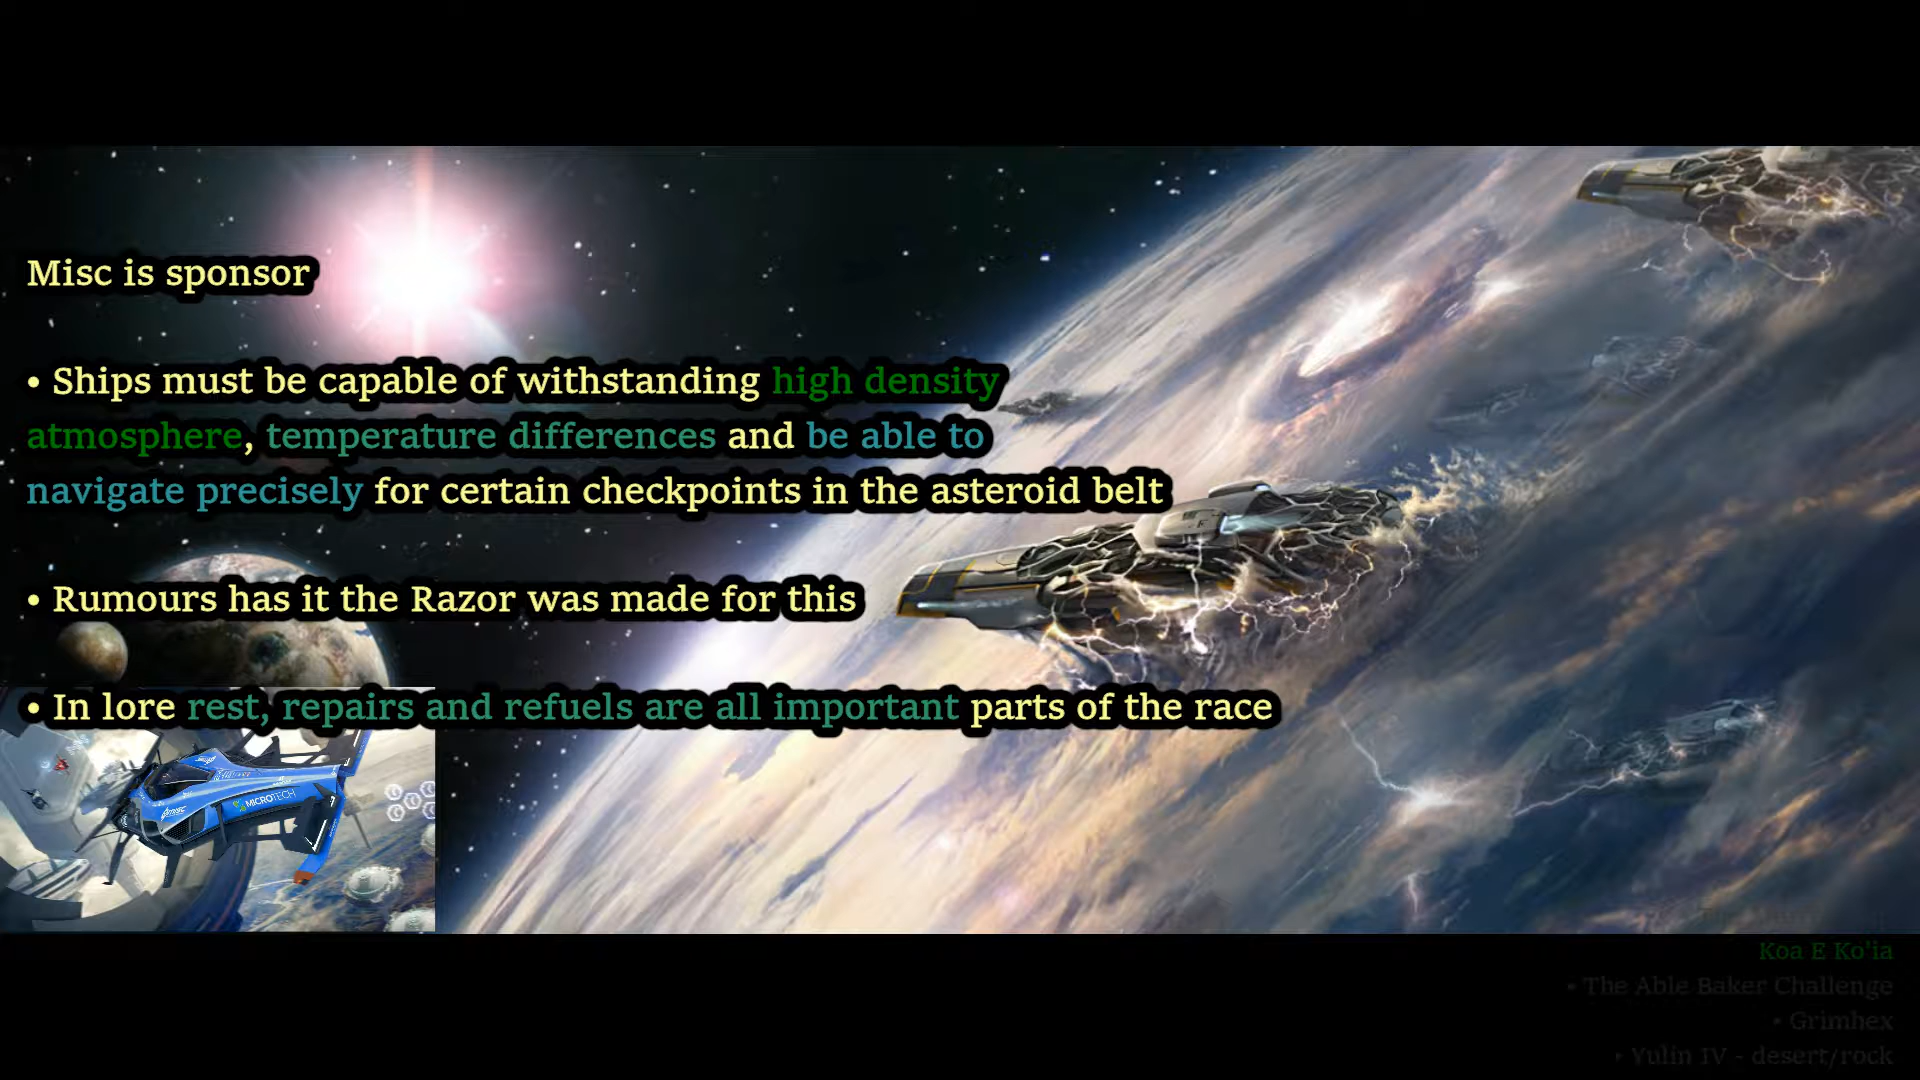 Misc is sponsor
• Ships must be capable of withstanding high density
atmosphere, temperature differences and be able to
navigate precisely for certain checkpoints in the asteroid belt
• Rumours has it the Razor was made for this
• In lore rest, repairs and refuels are all important parts of the race
MICROTECH
Koa E Ko'ia
• The Able Baker Challenge
• Grimhex
• Yulin IV - desert/rock